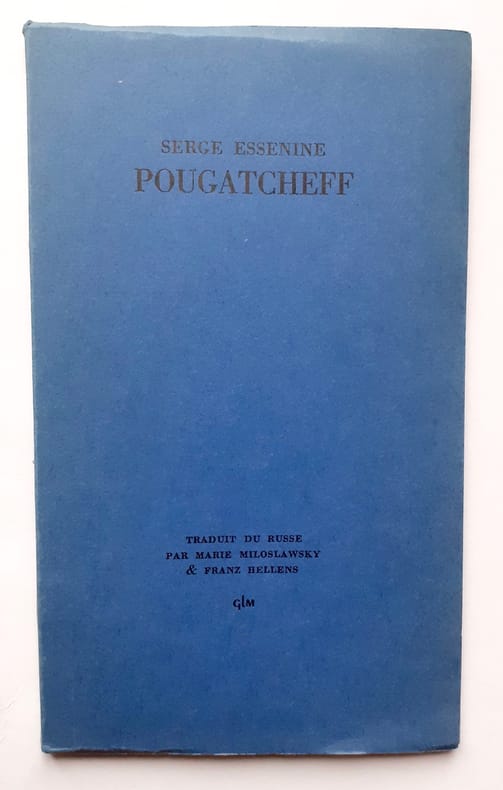 SERGE ESSENINE
POUGATCHEFF
TRADUIT DU RUSSE
PAR MARIE MILOSLAWSKY
& FRANZ HELLENS
GLM